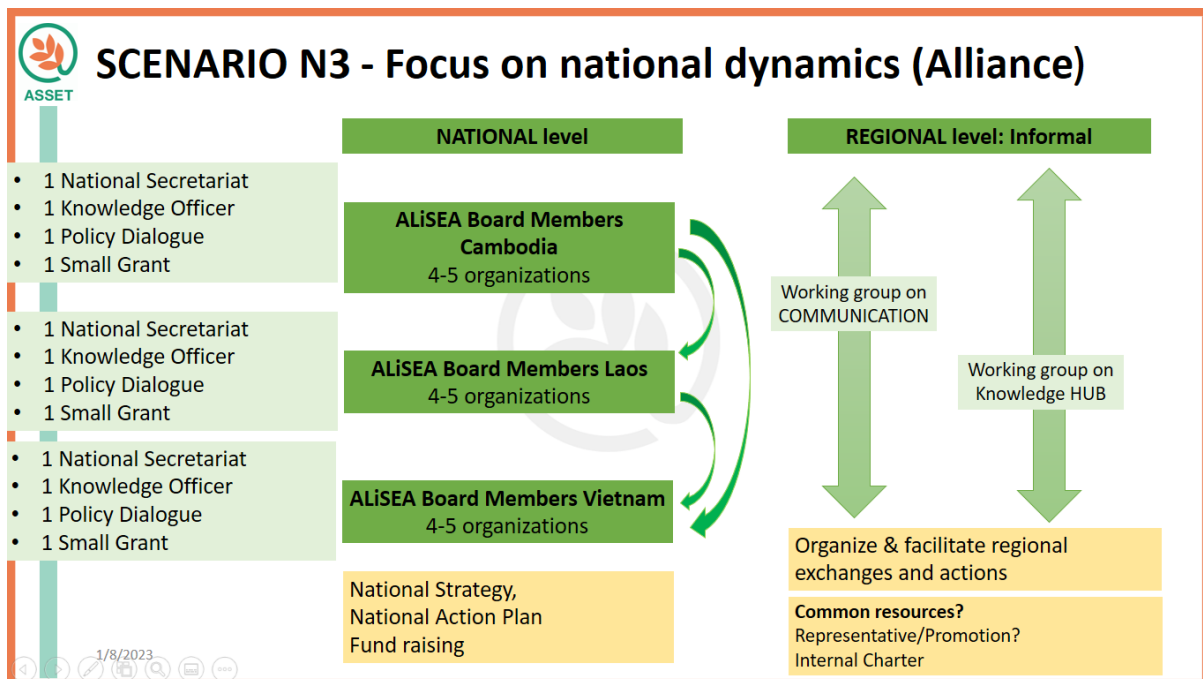 ASSET
SCENARIO N3 - Focus on national dynamics (Alliance)
NATIONAL level
REGIONAL level: Informal
• 1 National Secretariat
• 1 Knowledge Officer
• 1 Policy Dialogue
• 1 Small Grant
ALiSEA Board Members
Cambodia
4-5 organizations
• 1 National Secretariat
• 1 Knowledge Officer
• 1 Policy Dialogue
• 1 Small Grant
ALiSEA Board Members Laos
4-5 organizations
• 1 National Secretariat
• 1 Knowledge Officer
• 1 Policy Dialogue
• 1 Small Grant
ALiSEA Board Members Vietnam
4-5 organizations
National Strategy,
National Action Plan
Fund raising
Working group on
COMMUNICATION
Working group on
Knowledge HUB
Organize & facilitate regional
exchanges and actions
Common resources?
Representative/Promotion?
Internal Charter
1/8/2023